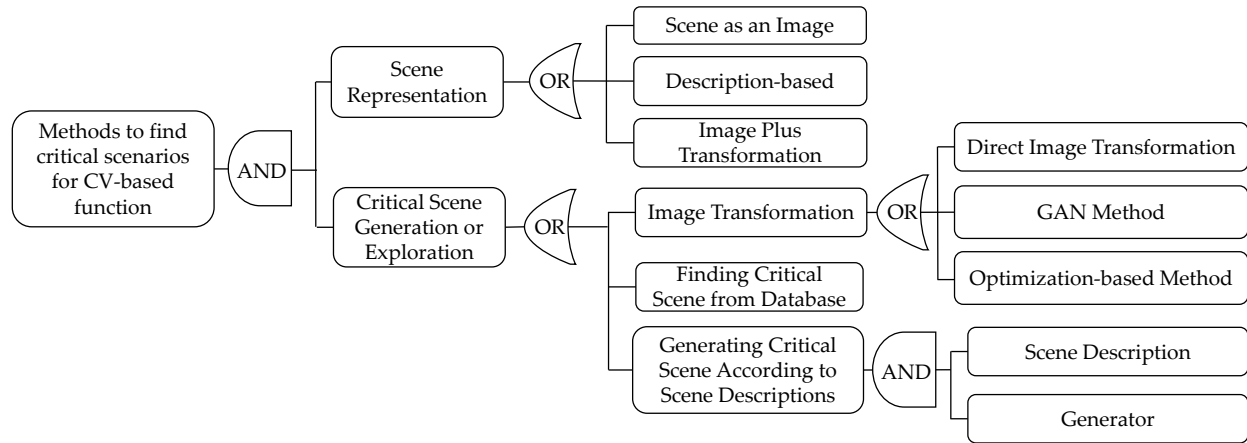 Methods to find
critical scenarios
for CV-based
function
AND
Scene
Representation
OR
Scene as an Image
Description-based
Image Plus
Transformation
Critical Scene
Generation or
Exploration
OR
Image Transformation
OR
Direct Image Transformation
GAN Method
Optimization-based Method
Finding Critical
Scene from Database
Generating Critical
Scene According to
Scene Descriptions
AND
Scene Description
Generator